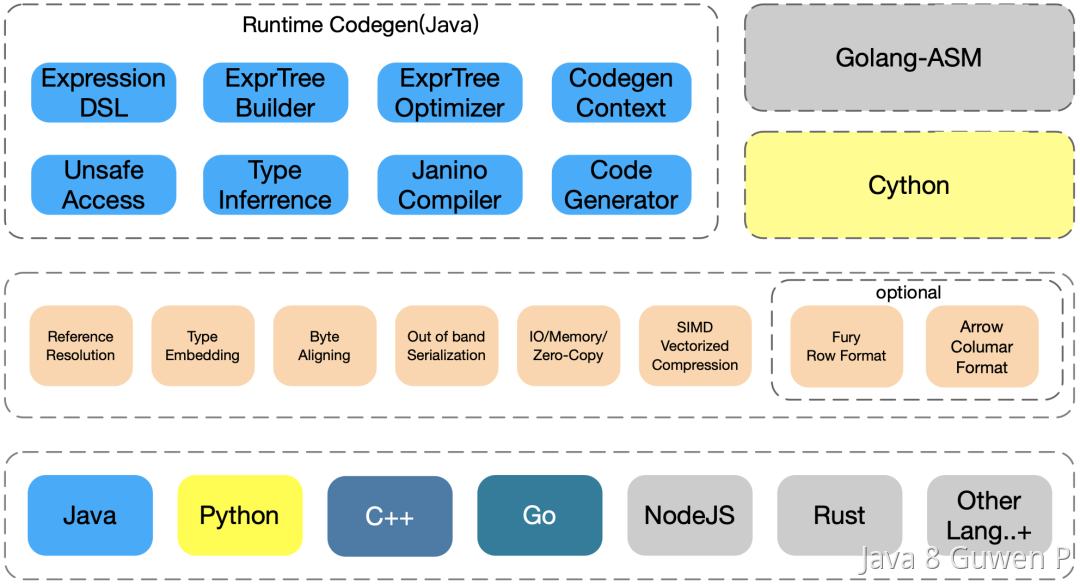 Runtime Codegen(Java)
Expression
DSL
ExprTree
Builder
ExprTree
Optimizer
Codegen
Context
Unsafe
Access
Type
Inferrence
Janino
Compiler
Code
Generator
Golang-ASM
Cython
Reference
Resolution
Type
Embedding
Byte
Aligning
Out of band
Serialization
IO/Memory/
Zero-Copy
SIMD
Vectorized
Compression
optional
Fury
Row Format
Arrow
Columar
Format
Java
Python
C++
Go
NodeJS
Rust
Other
Lang..+
Java 8 Guwen P